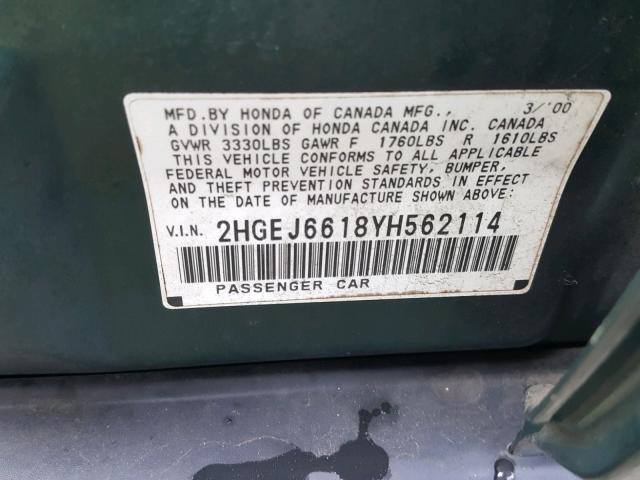 MFD.BY HONDA OF CANADA MFG., 3/'00
A DIVISION OF HONDA CANADA INC. CANADA
GVWR 3330LBS GAWR F 1760LBS R 1610LBS
THIS VEHICLE CONFORMS TO ALL APPLICABLE
FEDERAL MOTOR VEHICLE SAFETY, BUMPER,
AND THEFT PREVENTION STANDARDS IN EFFECT
ON THE DATE OF MANUFACTURE SHOWN ABOVE:
V.I.N. 2HGEJ6618YH562114
PASSENGER CAR